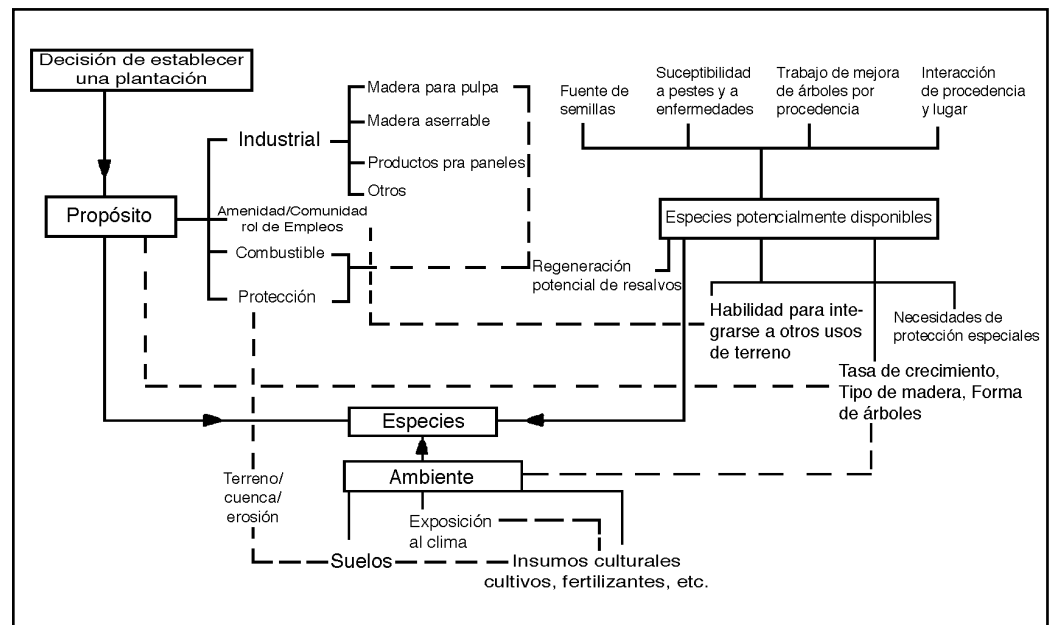 Decisión de establecer
una plantación
Propósito
Industrial
Madera para pulpa
Madera aserrable
Productos pra paneles
Otros
Amenidad/Comunidad
rol de Empleos
Combustible
Protección
Fuente de
semillas
Suceptibilidad
a pestes y a
enfermedades
Trabajo de mejora
de árboles por
procedencia
Interacción
de procedencia
y lugar
Especies potencialmente disponibles
Regeneración
potencial de resalvos
Habilidad para inte-
grarse a otros usos
de terreno
Necesidades de
protección especiales
Tasa de crecimiento,
Tipo de madera, Forma
de árboles
Especies
Ambiente
Terreno/
cuenca/
erosión
Exposición
al clima
Suelos
Insumos culturales
cultivos, fertilizantes, etc.